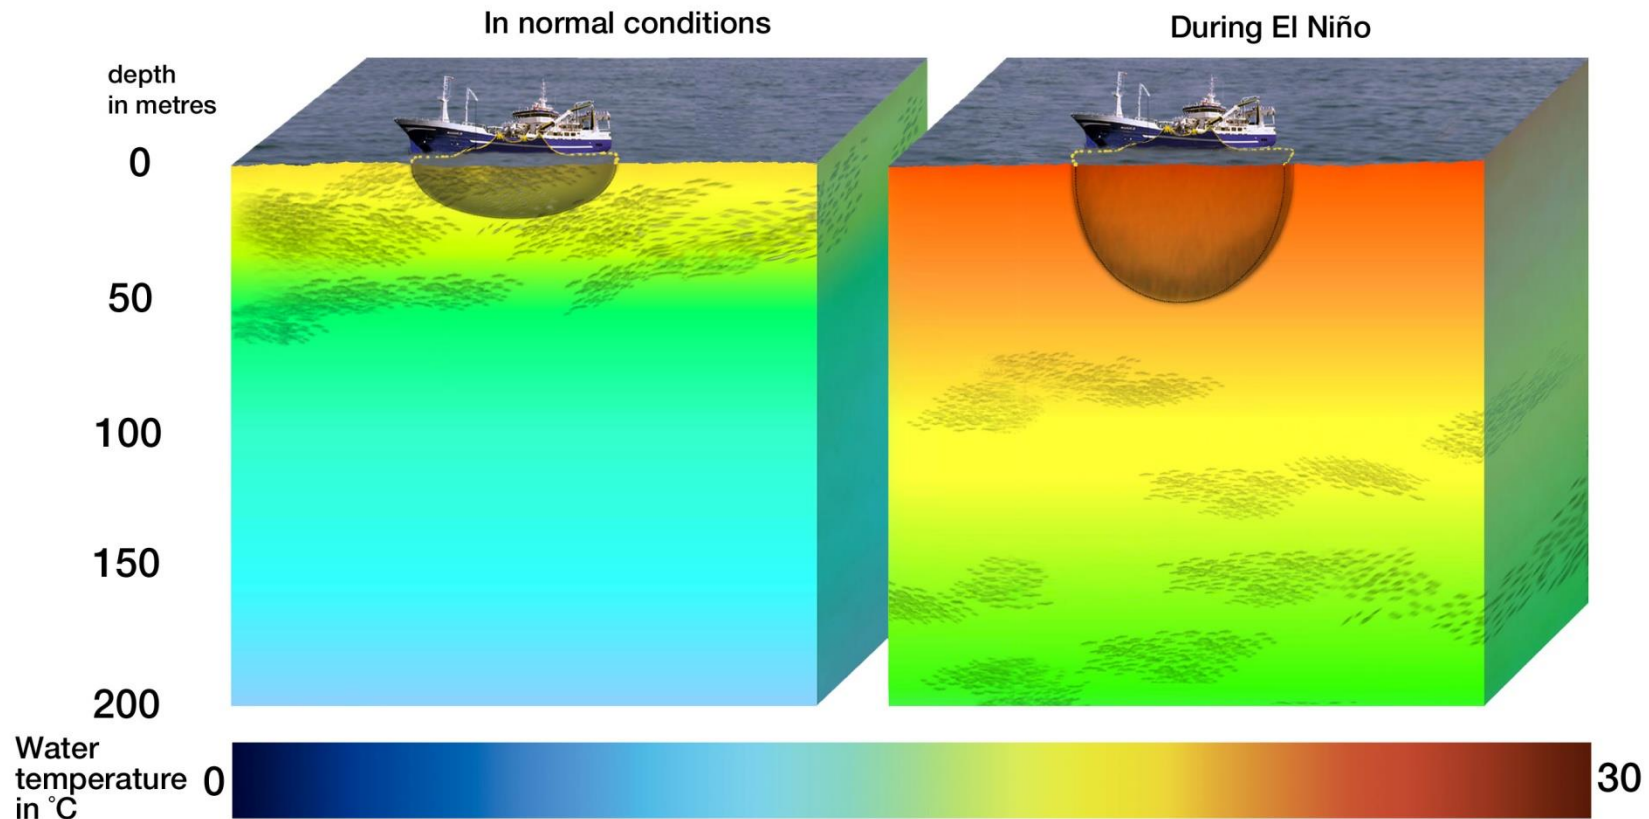 In normal conditions
During El Niño
depth
in metres
0
50
100
150
200
Water
temperature
in °C
0
30